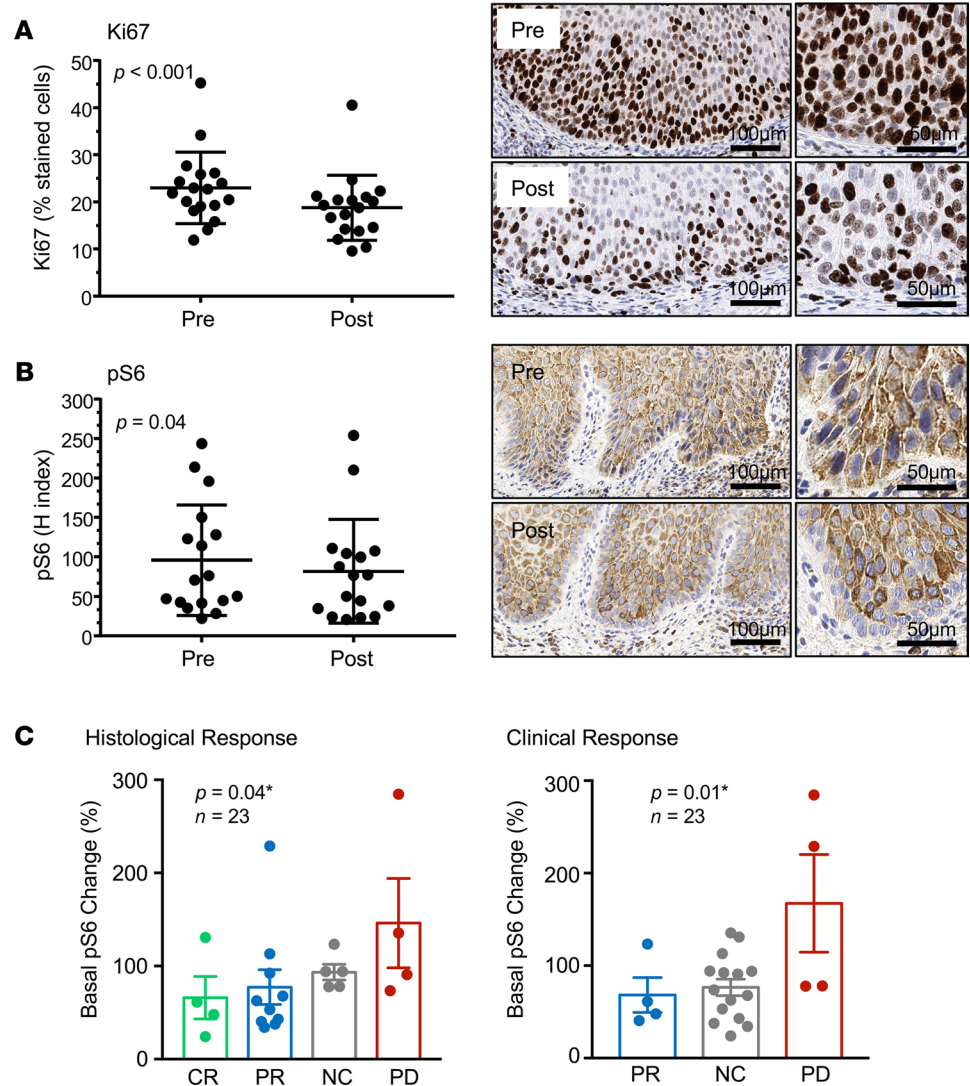 A
Ki67
p < 0.001
Ki67 (% stained cells)
50
40
30
20
10
0
Pre
Post
Pre
100µm
50µm
Post
100µm
50µm
B
pS6
p = 0.04
pS6 (H index)
300
250
200
150
100
50
0
Pre
Post
Pre
100µm
50µm
Post
100µm
50µm
C
Histological Response
p = 0.04*
n = 23
Basal pS6 Change (%)
300
200
100
0
CR
PR
NC
PD
Clinical Response
p = 0.01*
n = 23
Basal pS6 Change (%)
300
200
100
0
PR
NC
PD